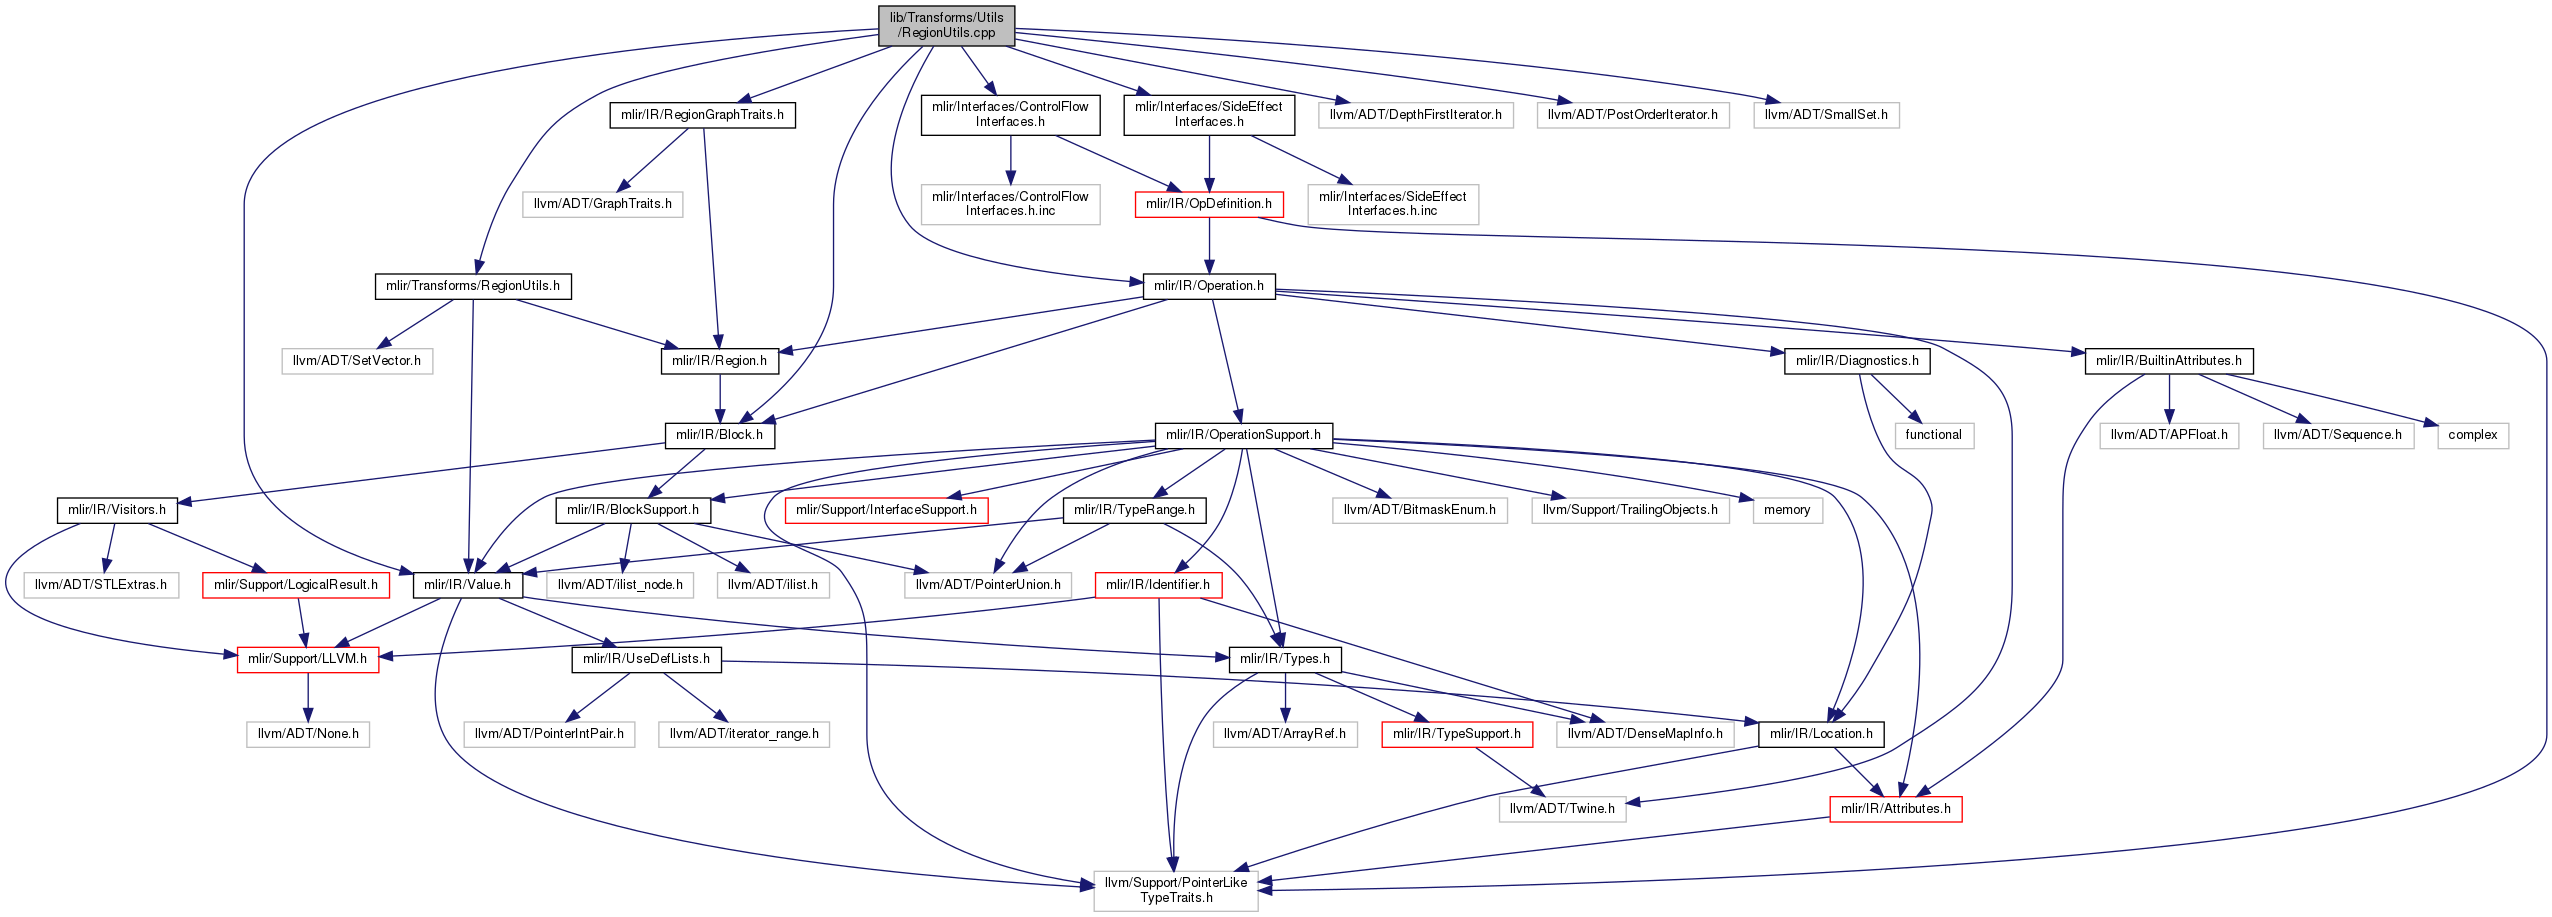 lib/Transforms/Utils
/RegionUtils.cpp
mlir/IR/RegionGraphTraits.h
mlir/Interfaces/ControlFlow
Interfaces.h
mlir/Interfaces/SideEffect
Interfaces.h
llvm/ADT/DepthFirstIterator.h
llvm/ADT/PostOrderIterator.h
llvm/ADT/SmallSet.h
llvm/ADT/GraphTraits.h
mlir/Interfaces/ControlFlow
Interfaces.h.inc
mlir/IR/OpDefinition.h
mlir/Interfaces/SideEffect
Interfaces.h.inc
mlir/Transforms/RegionUtils.h
mlir/IR/Operation.h
llvm/ADT/SetVector.h
mlir/IR/Region.h
mlir/IR/Diagnostics.h
mlir/IR/BuiltinAttributes.h
mlir/IR/Block.h
mlir/IR/OperationSupport.h
functional
llvm/ADT/APFloat.h
llvm/ADT/Sequence.h
complex
mlir/IR/Visitors.h
mlir/IR/BlockSupport.h
mlir/Support/InterfaceSupport.h
mlir/IR/TypeRange.h
llvm/ADT/BitmaskEnum.h
llvm/Support/TrailingObjects.h
memory
llvm/ADT/STLExtras.h
mlir/Support/LogicalResult.h
mlir/IR/Value.h
llvm/ADT/ilist_node.h
llvm/ADT/ilist.h
llvm/ADT/PointerUnion.h
mlir/IR/Identifier.h
mlir/Support/LLVM.h
mlir/IR/UseDefLists.h
mlir/IR/Types.h
llvm/ADT/None.h
llvm/ADT/PointerIntPair.h
llvm/ADT/iterator_range.h
llvm/ADT/ArrayRef.h
mlir/IR/TypeSupport.h
llvm/ADT/DenseMapInfo.h
mlir/IR/Location.h
llvm/ADT/Twine.h
mlir/IR/Attributes.h
llvm/Support/PointerLike
TypeTraits.h